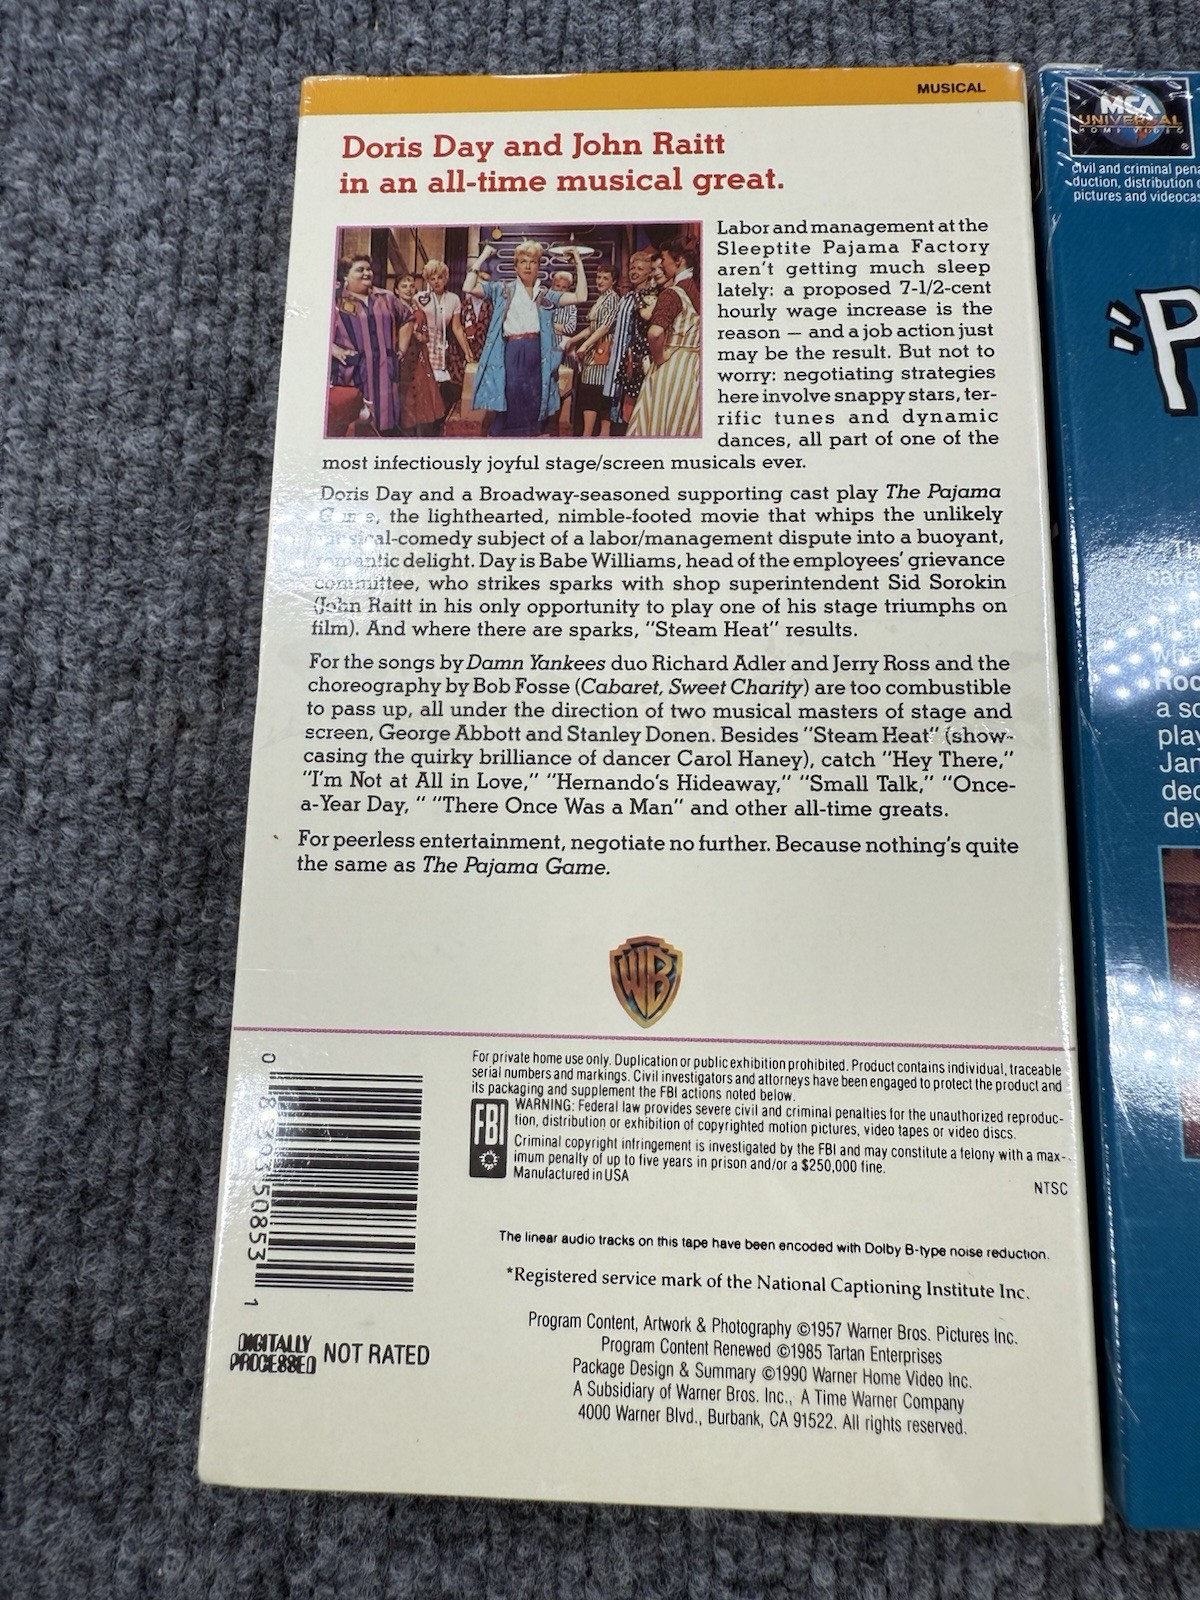 MUSICAL
Doris Day and John Raitt
in an all-time musical great.
Labor and management at the
Sleeptite Pajama Factory
aren't getting much sleep
lately: a proposed 7-1/2-cent
hourly wage increase is the
reason — and a job action just
may be the result. But not to
worry: negotiating strategies
here involve snappy stars, ter-
rific tunes and dynamic
dances, all part of one of the
most infectiously joyful stage/screen musicals ever.
Doris Day and a Broadway-seasoned supporting cast play The Pajama
Game, the lighthearted, nimble-footed movie that whips the unlikely
musical-comedy subject of a labor/management dispute into a buoyant,
romantic delight. Day is Babe Williams, head of the employees' grievance
committee, who strikes sparks with shop superintendent Sid Sorokin
(John Raitt in his only opportunity to play one of his stage triumphs on
film). And where there are sparks, "Steam Heat" results.
For the songs by Damn Yankees duo Richard Adler and Jerry Ross and the
choreography by Bob Fosse (Cabaret, Sweet Charity) are too combustible
to pass up, all under the direction of two musical masters of stage and
screen, George Abbott and Stanley Donen. Besides "Steam Heat" (show-
casing the quirky brilliance of dancer Carol Haney), catch "Hey There,"
"I'm Not at All in Love," "Hernando's Hideaway," "Small Talk," "Once-
a-Year Day, " "There Once Was a Man" and other all-time greats.
For peerless entertainment, negotiate no further. Because nothing's quite
the same as The Pajama Game.
WB
For private home use only. Duplication or public exhibition prohibited. Product contains individual, traceable
serial numbers and markings. Civil investigators and attorneys have been engaged to protect the product and
its packaging and supplement the FBI actions noted below.
FBI
WARNING: Federal law provides severe civil and criminal penalties for the unauthorized reproduc-
tion, distribution or exhibition of copyrighted motion pictures, video tapes or video discs.
Criminal copyright infringement is investigated by the FBI and may constitute a felony with a max-
imum penalty of up to five years in prison and/or a $250,000 fine.
Manufactured in USA
NTSC
The linear audio tracks on this tape have been encoded with Dolby B-type noise reduction.
*Registered service mark of the National Captioning Institute Inc.
Program Content, Artwork & Photography ©1957 Warner Bros. Pictures Inc.
Program Content Renewed ©1985 Tartan Enterprises
Package Design & Summary ©1990 Warner Home Video Inc.
A Subsidiary of Warner Bros. Inc., A Time Warner Company
4000 Warner Blvd., Burbank, CA 91522. All rights reserved.
0 50853 1
DIGITALLY
PROCESSED
NOT RATED
MCA
UNIVERSAL
HOME VIDEO
civil and criminal pena
duction, distribution
pictures and videocas
"P
Roc
a so
play
Jan
dec
dev